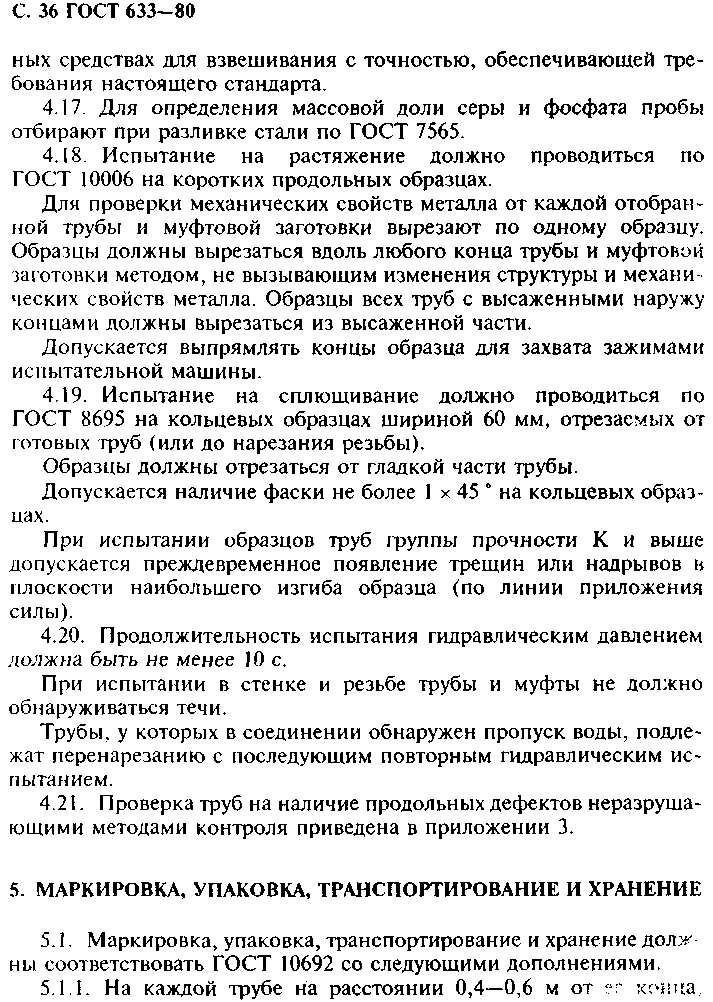 С. 36 ГОСТ 633—80
ных средствах для взвешивания с точностью, обеспечивающей тре-
бования настоящего стандарта.
4.17. Для определения массовой доли серы и фосфата пробы
отбирают при разливке стали по ГОСТ 7565.
4.18. Испытание на растяжение должно проводиться по
ГОСТ 10006 на коротких продольных образцах.
Для проверки механических свойств металла от каждой отобран-
ной трубы и муфтовой заготовки вырезают по одному образцу.
Образцы должны вырезаться вдоль любого конца трубы и муфтовой
заготовки методом, не вызывающим изменения структуры и механи-
ческих свойств металла. Образцы всех труб с высаженными наружу
концами должны вырезаться из высаженной части.
Допускается выпрямлять концы образца для захвата зажимами
испытательной машины.
4.19. Испытание на сплющивание должно проводиться по
ГОСТ 8695 на кольцевых образцах шириной 60 мм, отрезаемых от
готовых труб (или до нарезания резьбы).
Образцы должны отрезаться от гладкой части трубы.
Допускается наличие фаски не более 1 × 45 ° на кольцевых образ-
цах.
При испытании образцов труб группы прочности К и выше
допускается преждевременное появление трещин или надрывов в
плоскости наибольшего изгиба образца (по линии приложения
силы).
4.20. Продолжительность испытания гидравлическим давлением
должна быть не менее 10 с.
При испытании в стенке и резьбе трубы и муфты не должно
обнаруживаться течи.
Трубы, у которых в соединении обнаружен пропуск воды, подле-
жат перенарезанию с последующим повторным гидравлическим ис-
пытанием.
4.21. Проверка труб на наличие продольных дефектов неразруша-
ющими методами контроля приведена в приложении 3.
5. МАРКИРОВКА, УПАКОВКА, ТРАНСПОРТИРОВАНИЕ И ХРАНЕНИЕ
5.1. Маркировка, упаковка, транспортирование и хранение долж-
ны соответствовать ГОСТ 10692 со следующими дополнениями.
5.1.1. На каждой трубе на расстоянии 0,4—0,6 м от ее конца,